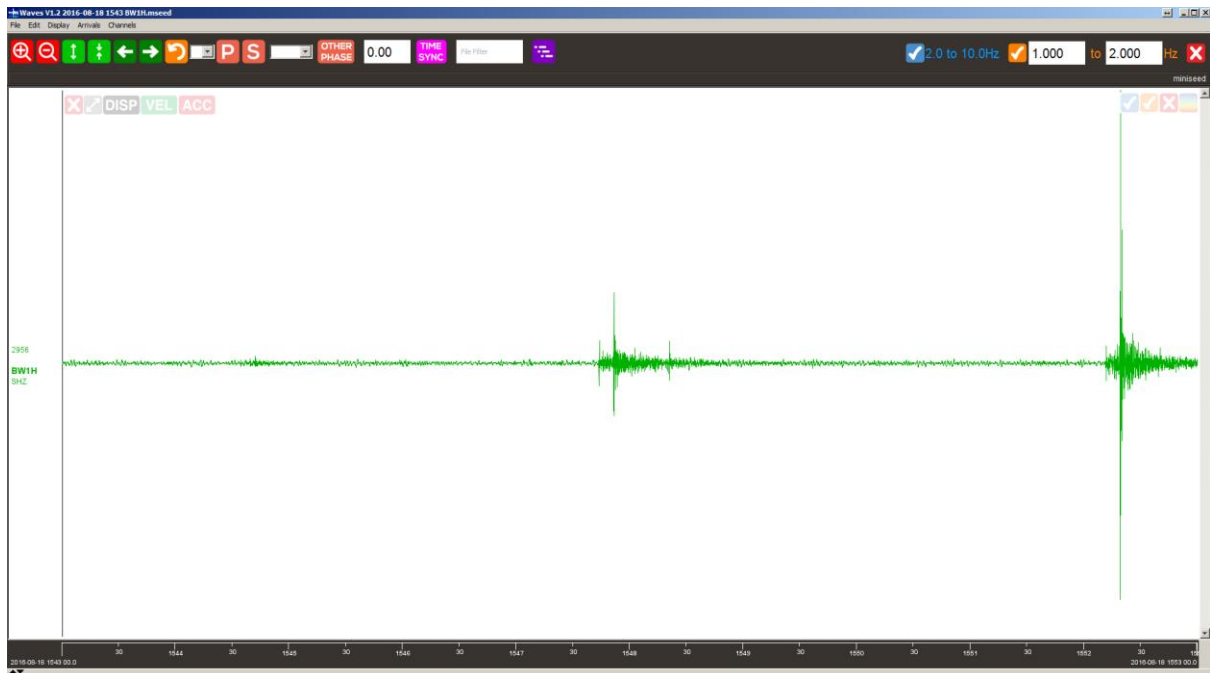 Waves V1.2 2016-08-18 1543 BW1H.mseed
File Edit Display Arrivals Channels
P S OTHER PHASE 0.00 TIME SYNC File Filter 2.0 to 10.0Hz 1.000 to 2.000 Hz
miniseed
DISP VEL ACC
2956
BW1H
SHZ
30 1544 30 1545 30 1546 30 1547 30 1548 30 1549 30 1550 30 1551 30 1552 30
2016-08-18 1543 00.0 2016-08-18 1553 00.0